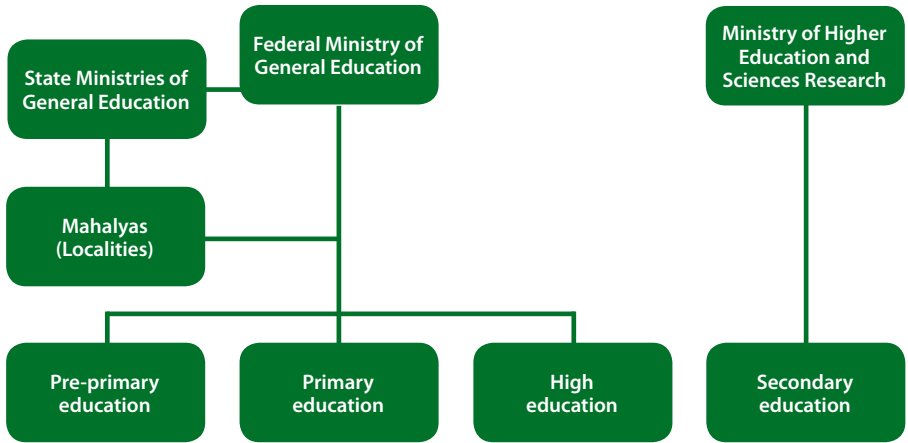 Federal Ministry of
General Education
Ministry of Higher
Education and
Sciences Research
State Ministries of
General Education
Mahalyas
(Localities)
Pre-primary
education
Primary
education
High
education
Secondary
education